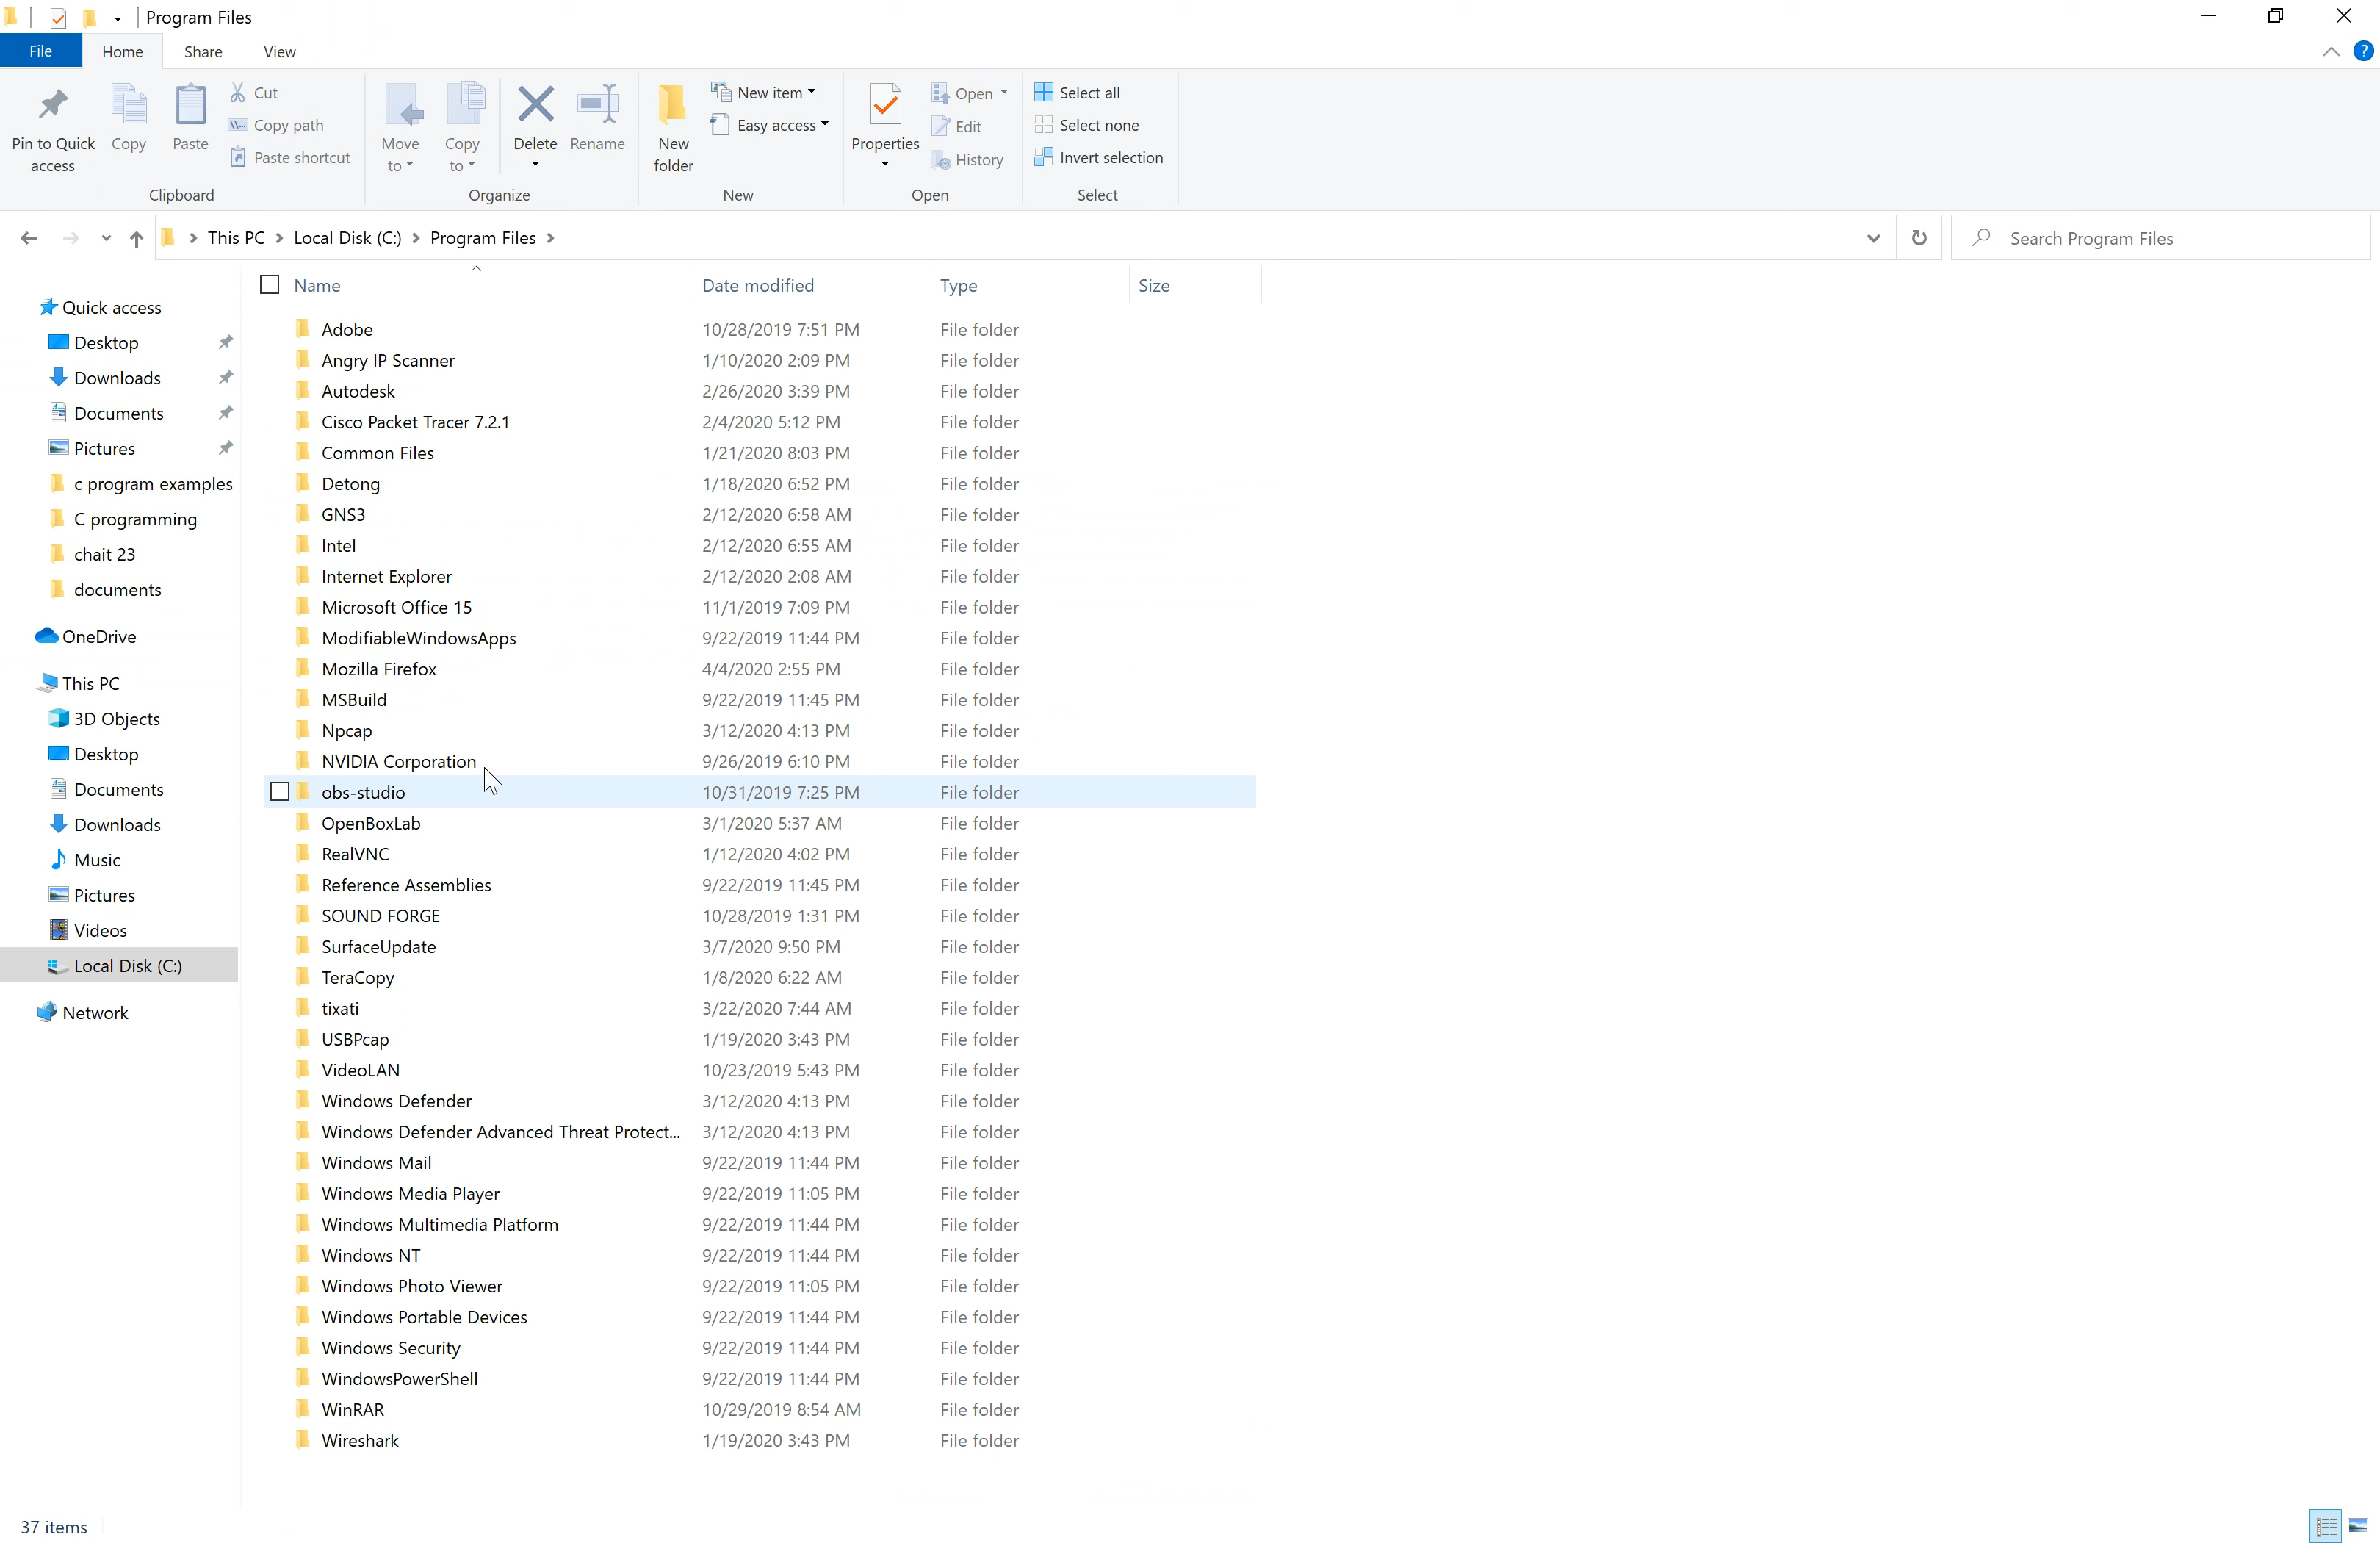 Program Files
File Home Share View
Pin to Quick access
Copy
Paste
Cut
Copy path
Paste shortcut
Clipboard
Move to
Copy to
Delete
Rename
Organize
New folder
New item
Easy access
New
Properties
Open
Edit
History
Open
Select all
Select none
Invert selection
Select
This PC > Local Disk (C:) > Program Files >
Search Program Files
Quick access
Desktop
Downloads
Documents
Pictures
c program examples
C programming
chait 23
documents
OneDrive
This PC
3D Objects
Desktop
Documents
Downloads
Music
Pictures
Videos
Local Disk (C:)
Network
Name Date modified Type Size
Adobe 10/28/2019 7:51 PM File folder
Angry IP Scanner 1/10/2020 2:09 PM File folder
Autodesk 2/26/2020 3:39 PM File folder
Cisco Packet Tracer 7.2.1 2/4/2020 5:12 PM File folder
Common Files 1/21/2020 8:03 PM File folder
Detong 1/18/2020 6:52 PM File folder
GNS3 2/12/2020 6:58 AM File folder
Intel 2/12/2020 6:55 AM File folder
Internet Explorer 2/12/2020 2:08 AM File folder
Microsoft Office 15 11/1/2019 7:09 PM File folder
ModifiableWindowsApps 9/22/2019 11:44 PM File folder
Mozilla Firefox 4/4/2020 2:55 PM File folder
MSBuild 9/22/2019 11:45 PM File folder
Npcap 3/12/2020 4:13 PM File folder
NVIDIA Corporation 9/26/2019 6:10 PM File folder
obs-studio 10/31/2019 7:25 PM File folder
OpenBoxLab 3/1/2020 5:37 AM File folder
RealVNC 1/12/2020 4:02 PM File folder
Reference Assemblies 9/22/2019 11:45 PM File folder
SOUND FORGE 10/28/2019 1:31 PM File folder
SurfaceUpdate 3/7/2020 9:50 PM File folder
TeraCopy 1/8/2020 6:22 AM File folder
tixati 3/22/2020 7:44 AM File folder
USBPcap 1/19/2020 3:43 PM File folder
VideoLAN 10/23/2019 5:43 PM File folder
Windows Defender 3/12/2020 4:13 PM File folder
Windows Defender Advanced Threat Protect... 3/12/2020 4:13 PM File folder
Windows Mail 9/22/2019 11:44 PM File folder
Windows Media Player 9/22/2019 11:05 PM File folder
Windows Multimedia Platform 9/22/2019 11:44 PM File folder
Windows NT 9/22/2019 11:44 PM File folder
Windows Photo Viewer 9/22/2019 11:05 PM File folder
Windows Portable Devices 9/22/2019 11:44 PM File folder
Windows Security 9/22/2019 11:44 PM File folder
WindowsPowerShell 9/22/2019 11:44 PM File folder
WinRAR 10/29/2019 8:54 AM File folder
Wireshark 1/19/2020 3:43 PM File folder
37 items